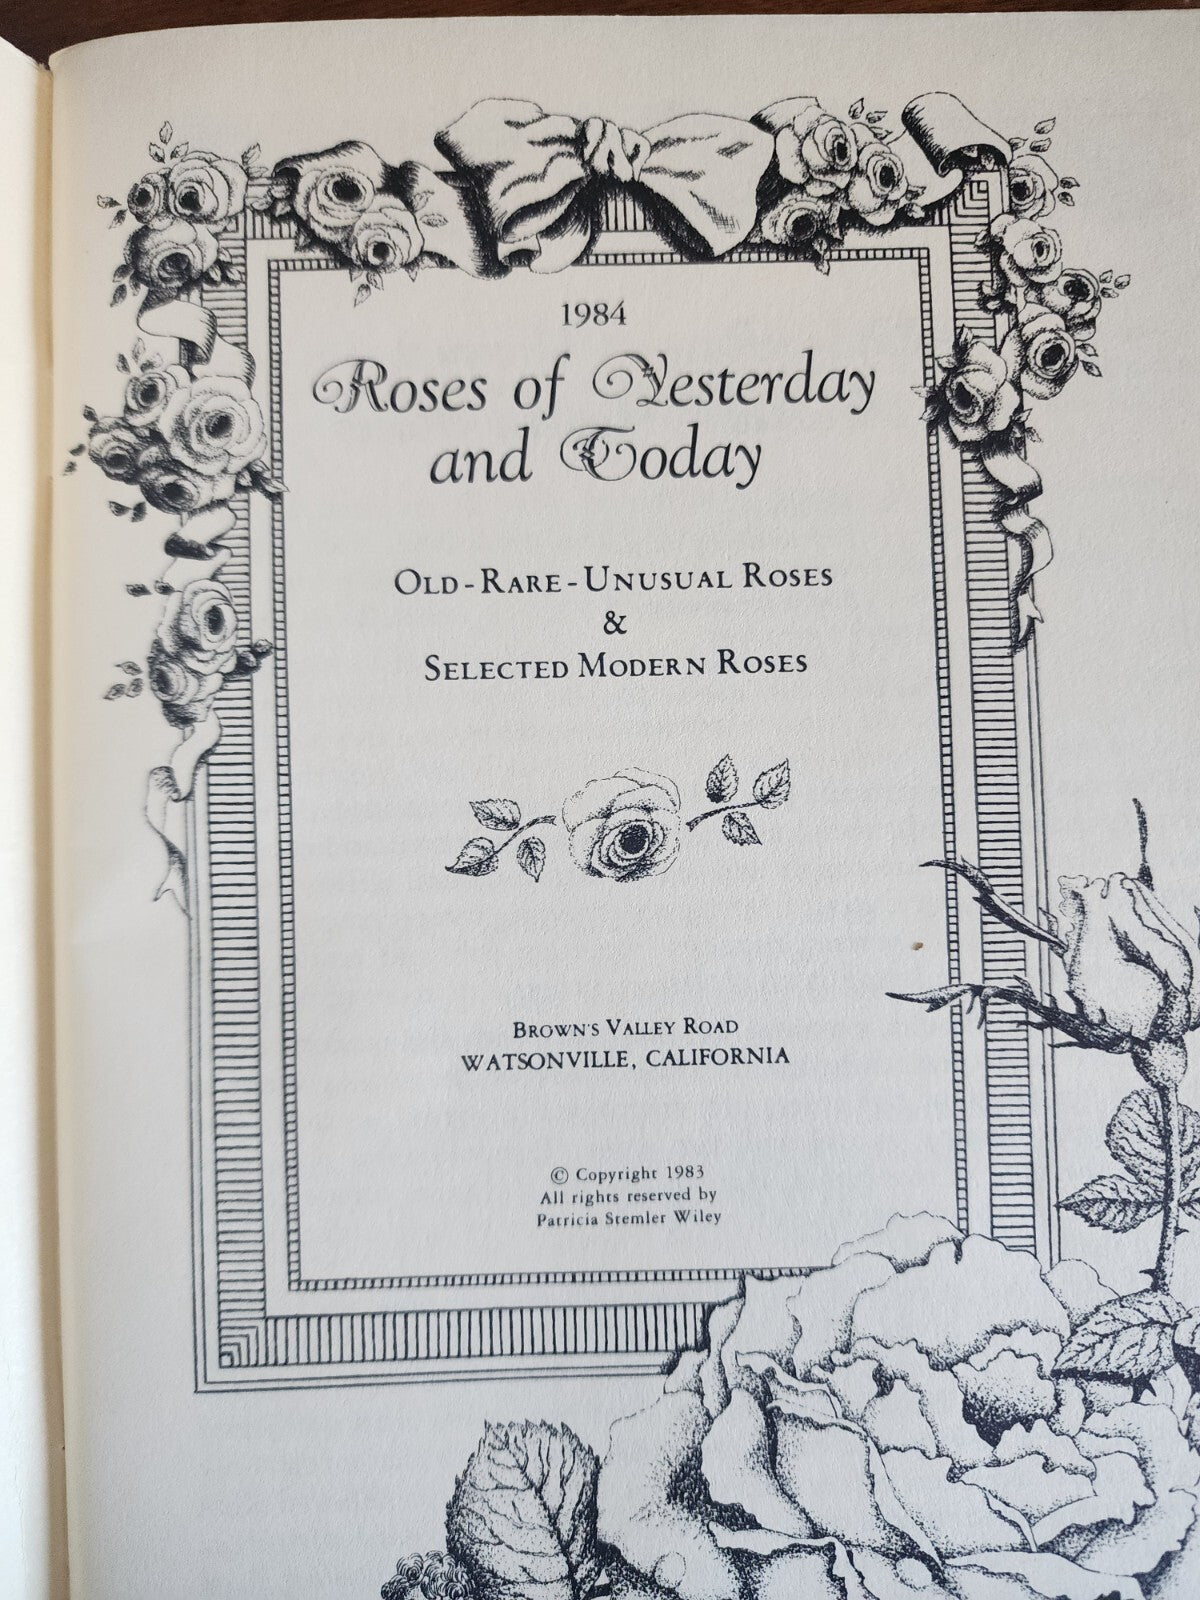 1984
Roses of Yesterday
and Today
OLD-RARE-UNUSUAL ROSES
&
SELECTED MODERN ROSES
BROWN'S VALLEY ROAD
WATSONVILLE, CALIFORNIA
© Copyright 1983
All rights reserved by
Patricia Stemler Wiley